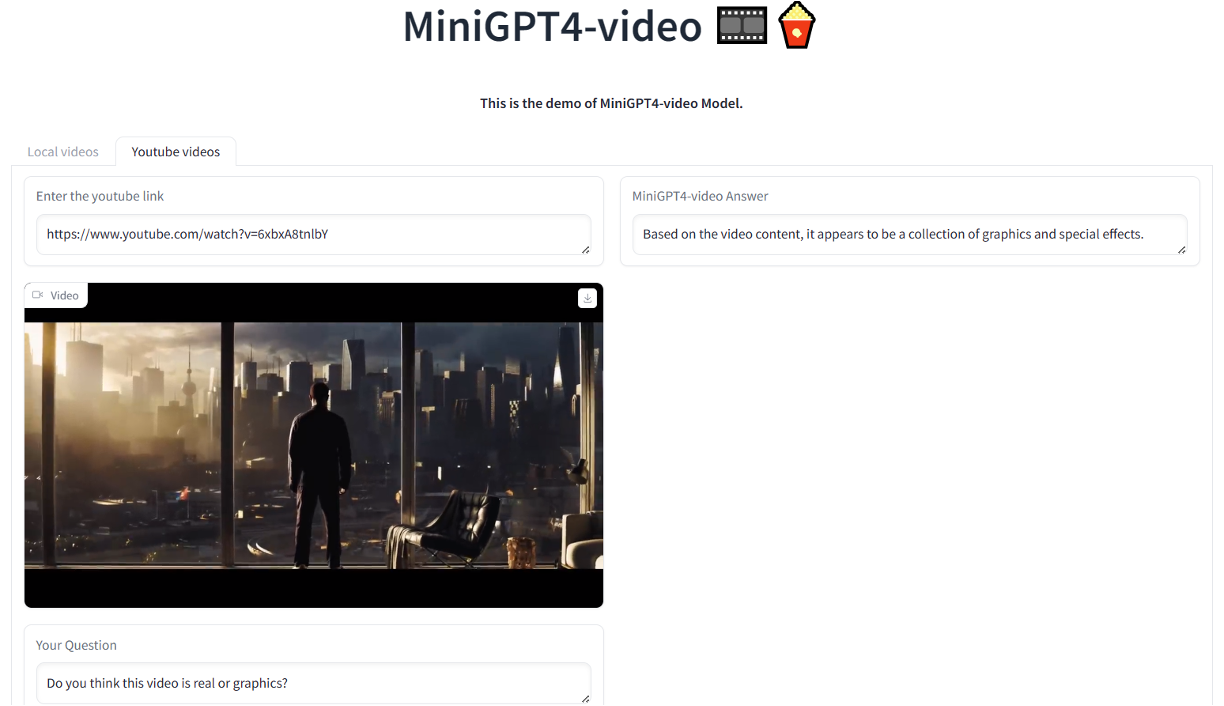 MiniGPT4-video 🎞️🍿
This is the demo of MiniGPT4-video Model.
Local videos
Youtube videos
Enter the youtube link
https://www.youtube.com/watch?v=6xbxA8tnlbY
MiniGPT4-video Answer
Based on the video content, it appears to be a collection of graphics and special effects.
Video
Your Question
Do you think this video is real or graphics?